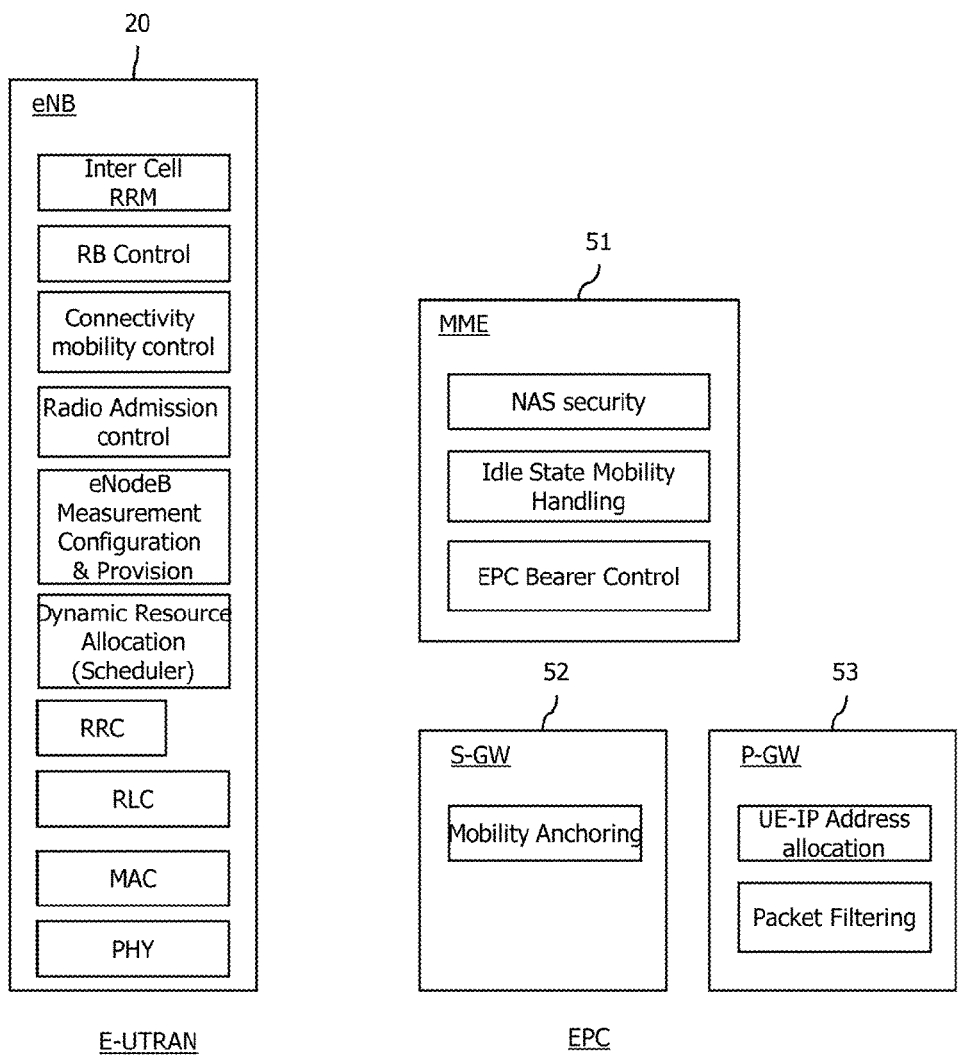 20
eNB
Inter Cell
RRM
RB Control
Connectivity
mobility control
Radio Admission
control
eNodeB
Measurement
Configuration
& Provision
Dynamic Resource
Allocation
(Scheduler)
RRC
RLC
MAC
PHY
E-UTRAN
51
MME
NAS security
Idle State Mobility
Handling
EPC Bearer Control
52
S-GW
Mobility Anchoring
53
P-GW
UE-IP Address
allocation
Packet Filtering
EPC